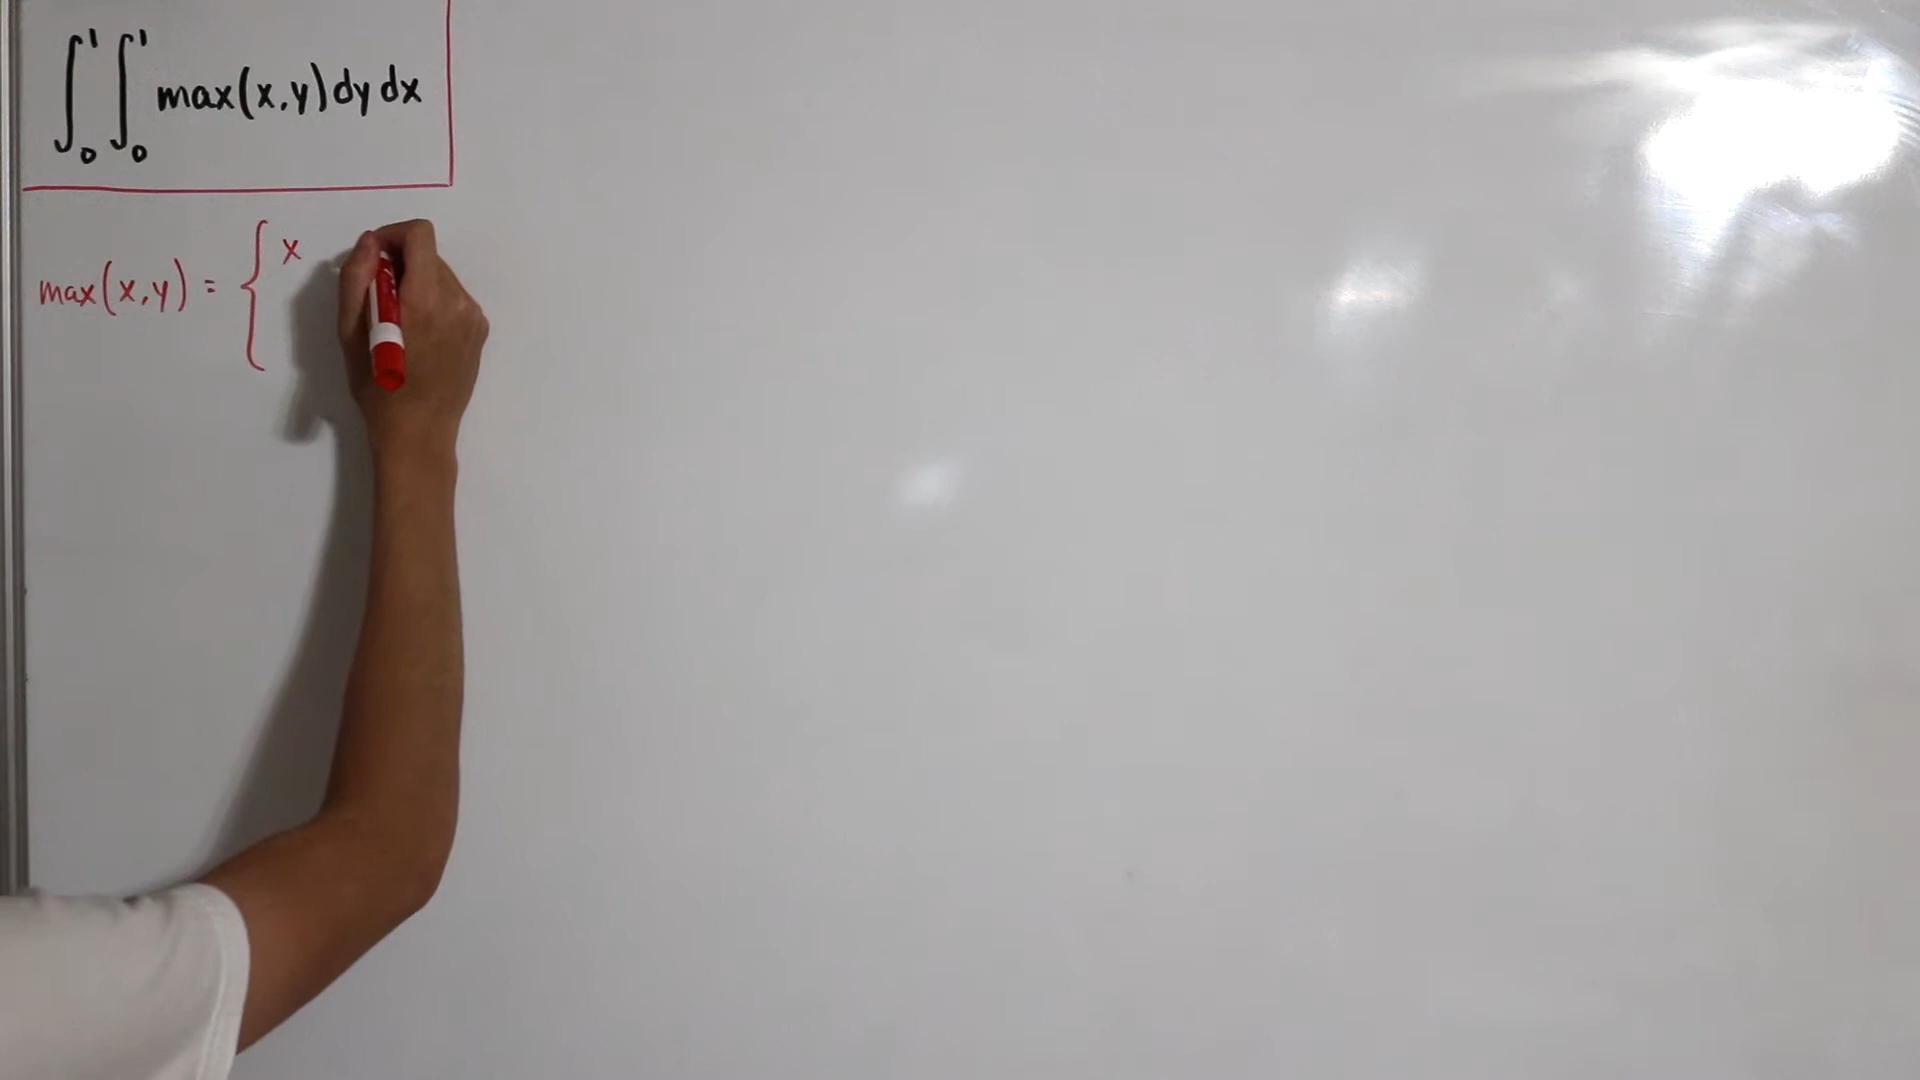 ∫₀¹ ∫₀¹ max(x,y) dy dx
max(x,y) = { x